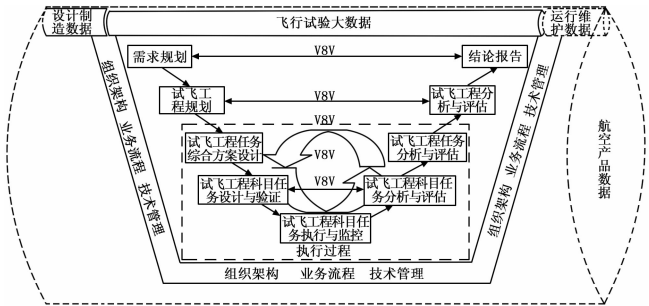 设计制
造数据
飞行试验大数据
运行维
护数据
需求规划
V&V
结论报告
试飞工
程规划
V&V
试飞工程分
析与评估
V&V
试飞工程任务
综合方案设计
V&V
试飞工程任务
分析与评估
试飞工程科目任
务设计与验证
V&V
试飞工程科目任
务分析与评估
试飞工程科目任
务执行与监控
执行过程
组织架构 业务流程 技术管理
组织架构 业务流程 技术管理
组织架构 业务流程 技术管理
航空产品数据